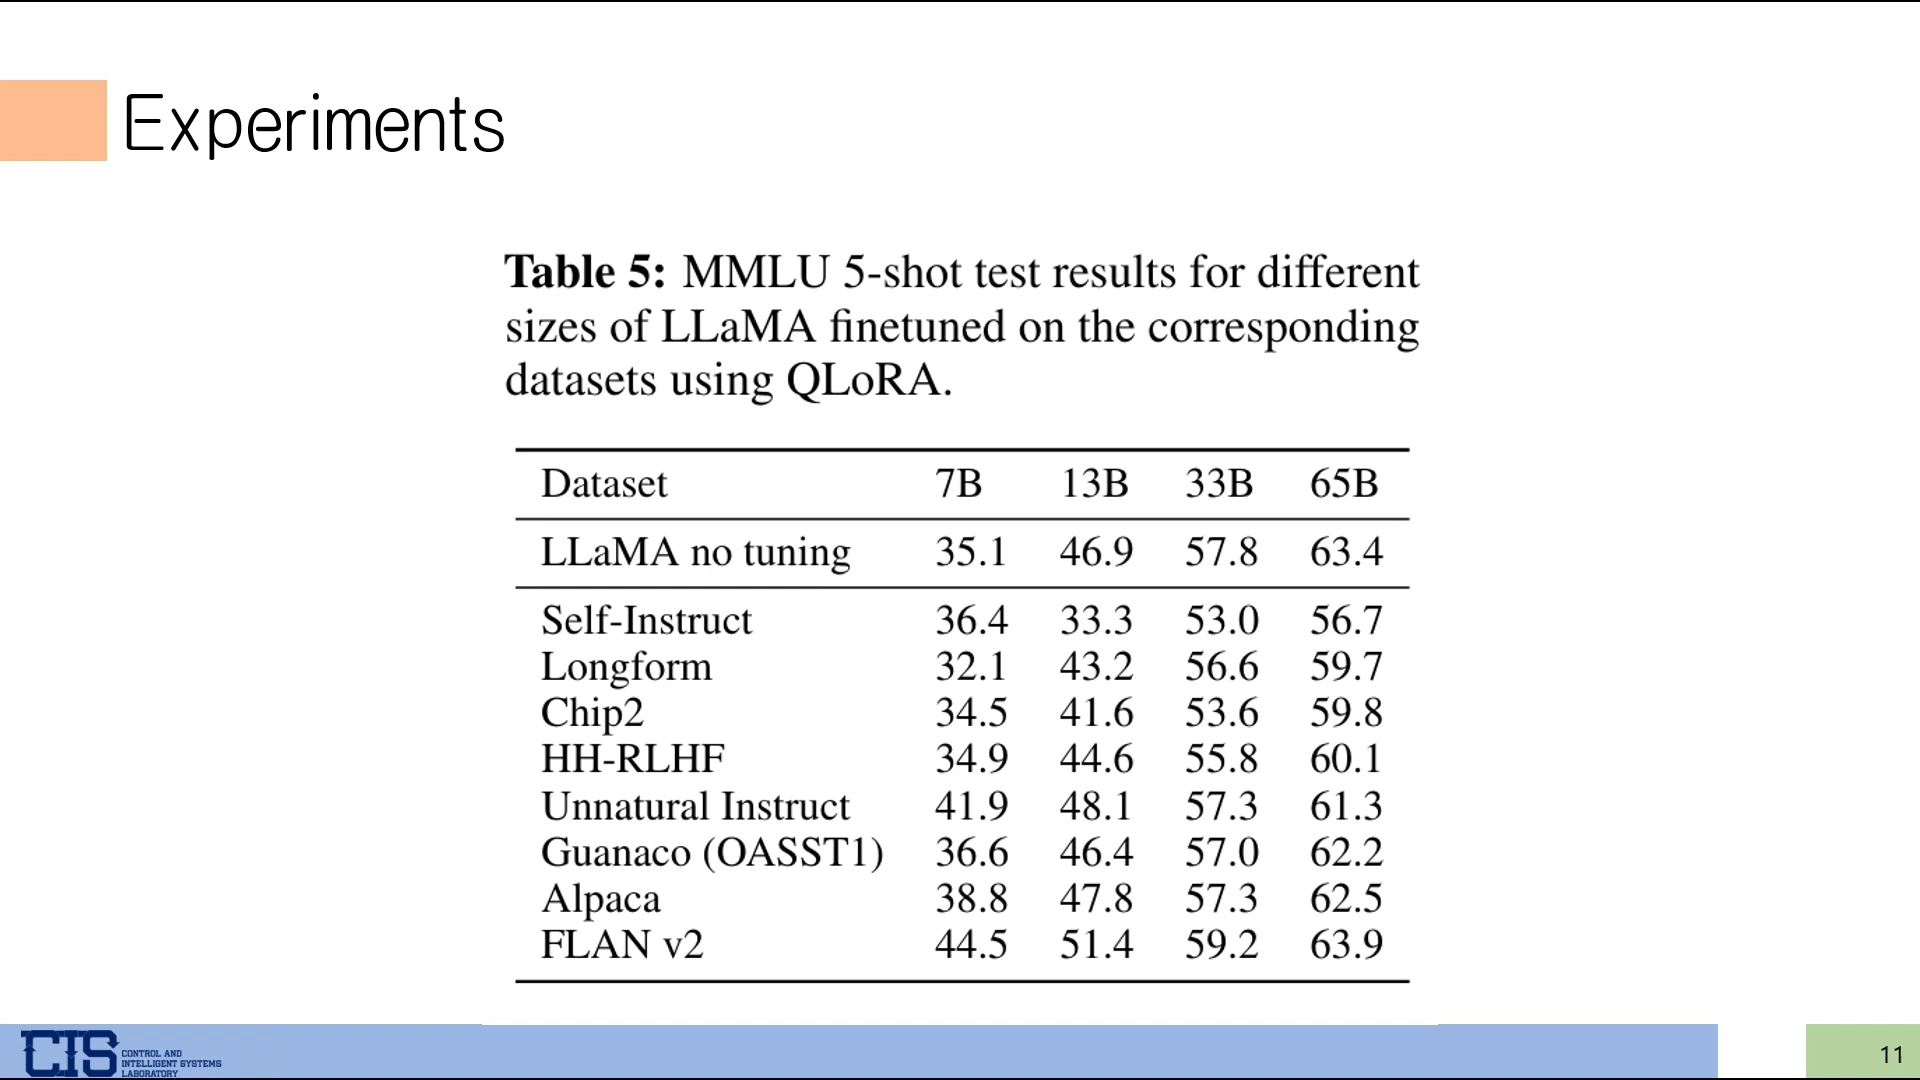 Experiments
Table 5: MMLU 5-shot test results for different
sizes of LLaMA finetuned on the corresponding
datasets using QLoRA.
Dataset 7B 13B 33B 65B
LLaMA no tuning 35.1 46.9 57.8 63.4
Self-Instruct 36.4 33.3 53.0 56.7
Longform 32.1 43.2 56.6 59.7
Chip2 34.5 41.6 53.6 59.8
HH-RLHF 34.9 44.6 55.8 60.1
Unnatural Instruct 41.9 48.1 57.3 61.3
Guanaco (OASST1) 36.6 46.4 57.0 62.2
Alpaca 38.8 47.8 57.3 62.5
FLAN v2 44.5 51.4 59.2 63.9
CIS
CONTROL AND
INTELLIGENT SYSTEMS
LABORATORY
11